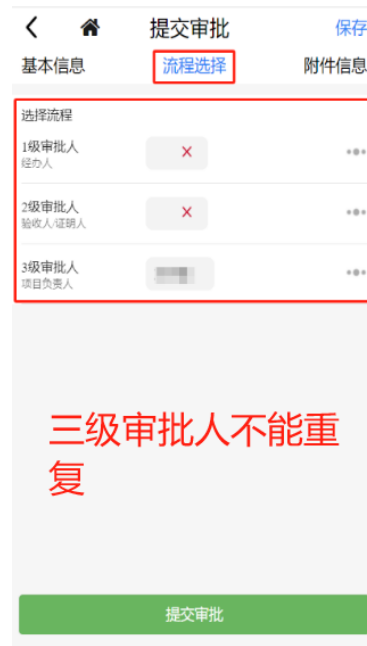 提交审批
保存
基本信息
流程选择
附件信息
选择流程
1级审批人
经办人
2级审批人
验收人/证明人
3级审批人
项目负责人
三级审批人不能重
复
提交审批